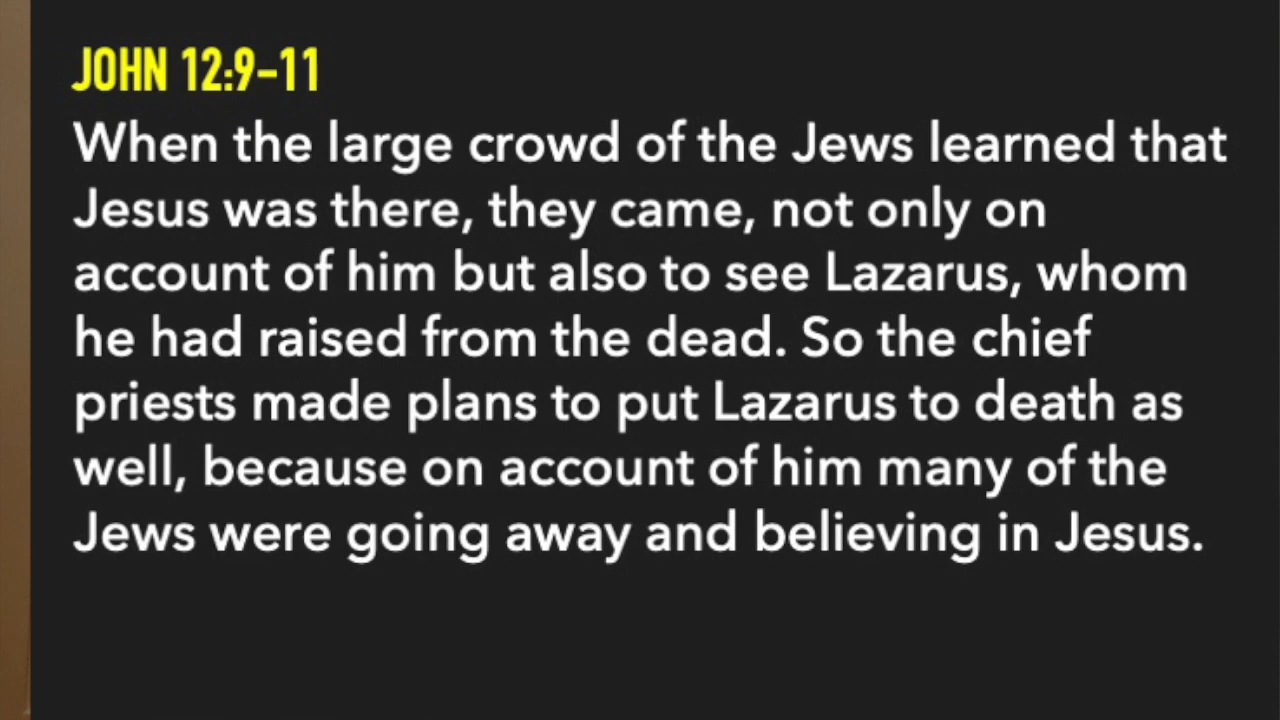 JOHN 12:9–11
When the large crowd of the Jews learned that
Jesus was there, they came, not only on
account of him but also to see Lazarus, whom
he had raised from the dead. So the chief
priests made plans to put Lazarus to death as
well, because on account of him many of the
Jews were going away and believing in Jesus.